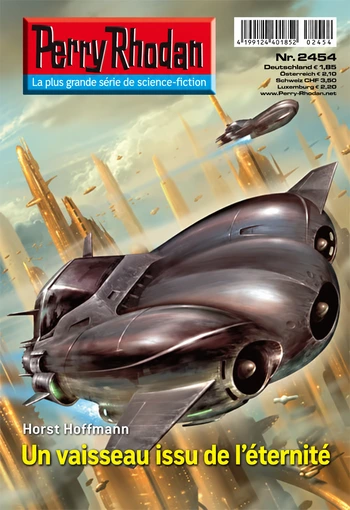 Perry Rhodan
La plus grande série de science-fiction
4 199124 401852
02454
Nr. 2454
Deutschland € 1,85
Österreich € 2,10
Schweiz CHF 3,50
Luxemburg € 2,20
www.Perry-Rhodan.net
Horst Hoffmann
Un vaisseau issu de l'éternité